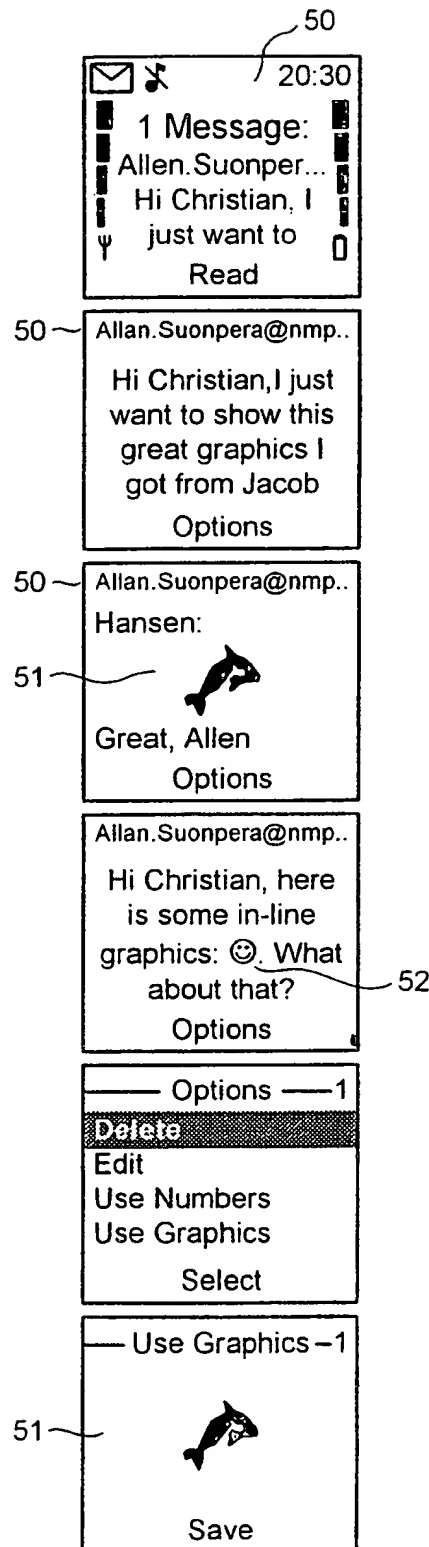 50
20:30
1 Message:
Allen.Suonper...
Hi Christian, I
just want to
Read
50
Allan.Suonpera@nmp..
Hi Christian,I just
want to show this
great graphics I
got from Jacob
Options
50
Allan.Suonpera@nmp..
Hansen:
51
Great, Allen
Options
Allan.Suonpera@nmp..
Hi Christian, here
is some in-line
graphics: ☺. What
52
about that?
Options
Options 1
Delete
Edit
Use Numbers
Use Graphics
Select
Use Graphics 1
51
Save